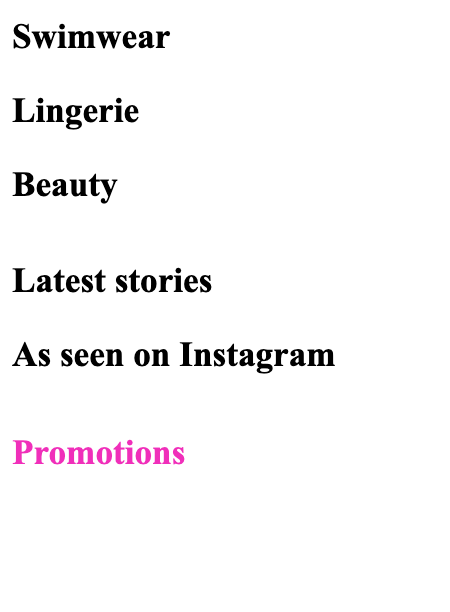 Swimwear
Lingerie
Beauty
Latest stories
As seen on Instagram
Promotions